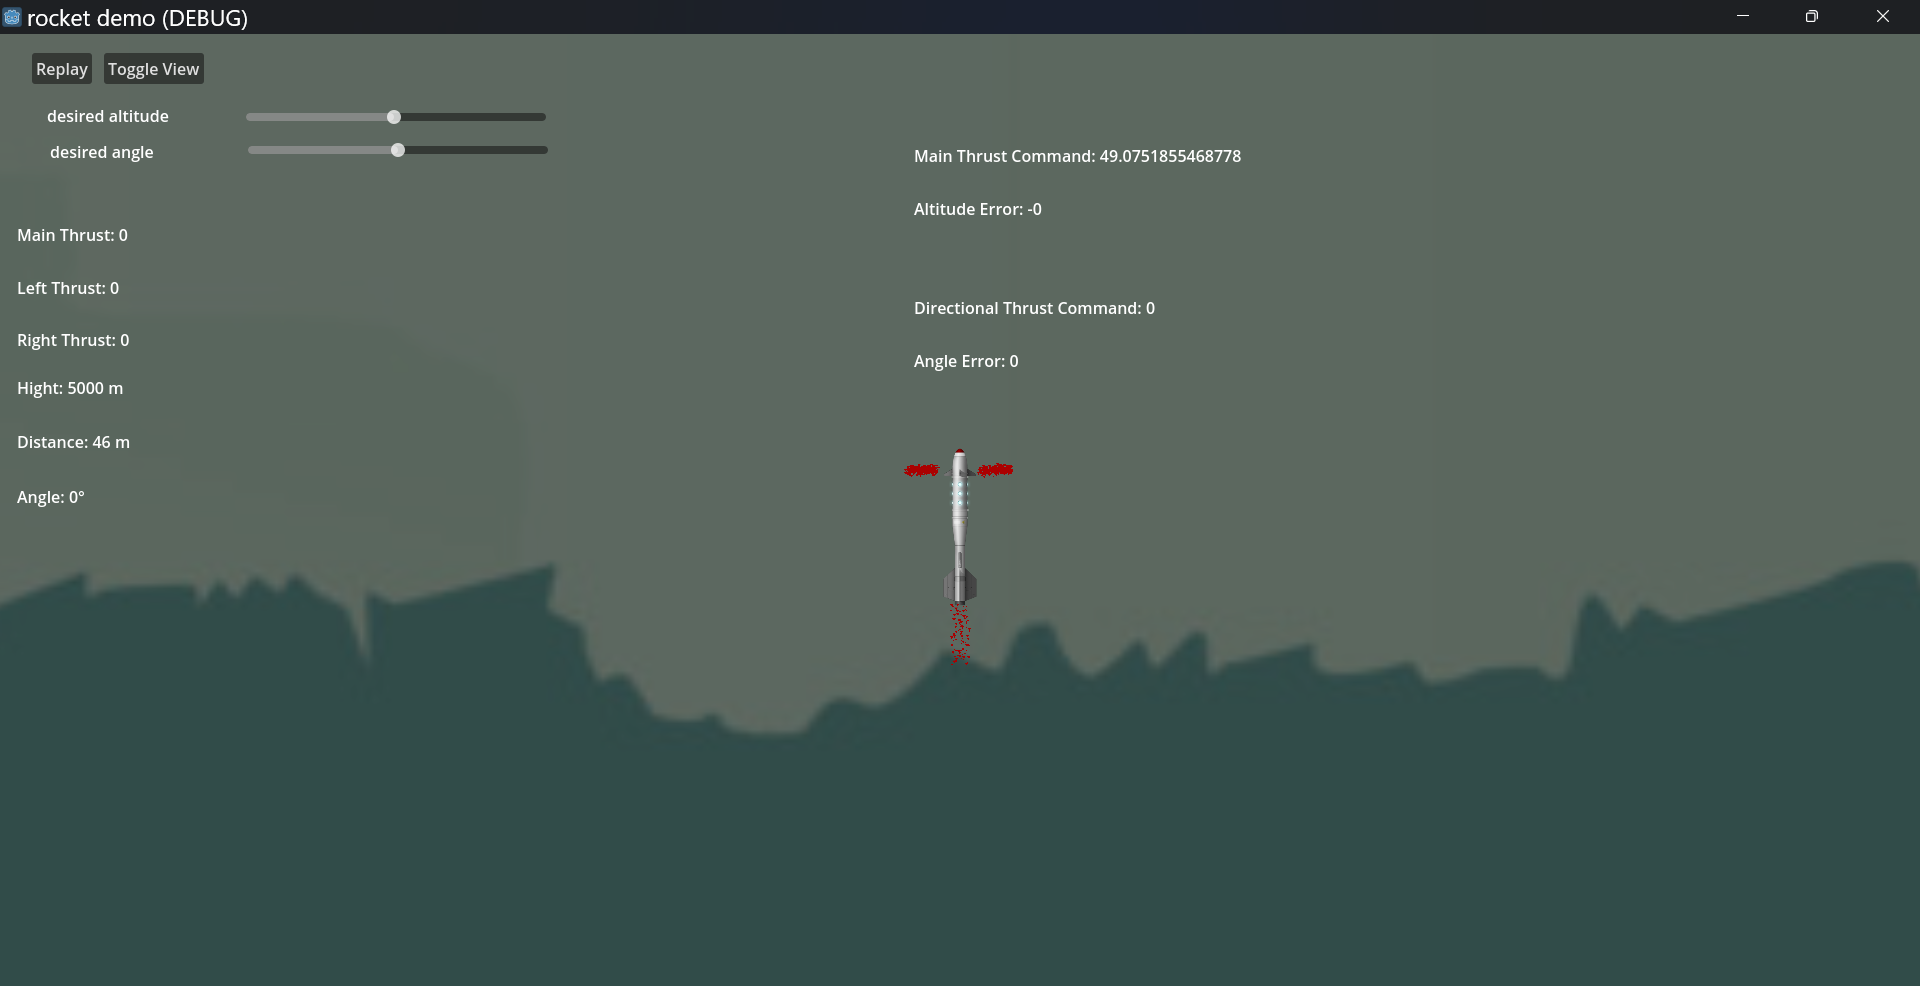 rocket demo (DEBUG)
Replay
Toggle View
desired altitude
desired angle
Main Thrust Command: 49.0751855468778
Altitude Error: -0
Main Thrust: 0
Left Thrust: 0
Directional Thrust Command: 0
Right Thrust: 0
Angle Error: 0
Hight: 5000 m
Distance: 46 m
Angle: 0°